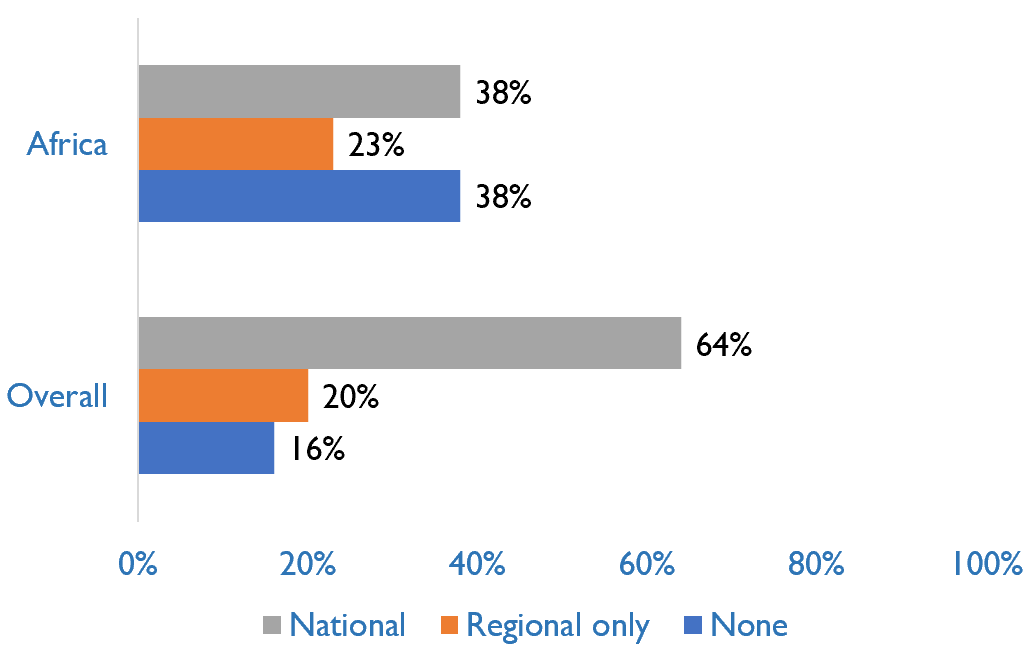 38%
Africa
23%
38%
64%
Overall
20%
16%
0% 20% 40% 60% 80% 100%
National Regional only None